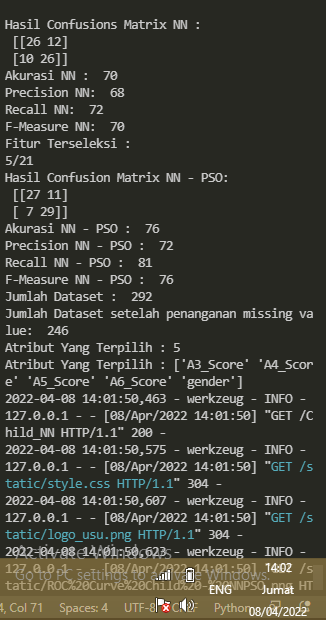 Hasil Confusions Matrix NN :
[[26 12]
[10 26]]
Akurasi NN :  70
Precision NN:  68
Recall NN:  72
F-Measure NN:  70
Fitur Terseleksi :
5/21
Hasil Confusion Matrix NN - PSO:
[[27 11]
[ 7 29]]
Akurasi NN - PSO :  76
Precision NN - PSO :  72
Recall NN - PSO :  81
F-Measure NN - PSO :  76
Jumlah Dataset :  292
Jumlah Dataset setelah penanganan missing va
lue:  246
Atribut Yang Terpilih : 5
Atribut Yang Terpilih : ['A3_Score' 'A4_Scor
e' 'A5_Score' 'A6_Score' 'gender']
2022-04-08 14:01:50,463 - werkzeug - INFO -
127.0.0.1 - - [08/Apr/2022 14:01:50] "GET /C
hild_NN HTTP/1.1" 200 -
2022-04-08 14:01:50,575 - werkzeug - INFO -
127.0.0.1 - - [08/Apr/2022 14:01:50] "GET /s
tatic/style.css HTTP/1.1" 304 -
2022-04-08 14:01:50,607 - werkzeug - INFO -
127.0.0.1 - - [08/Apr/2022 14:01:50] "GET /s
tatic/logo_usu.png HTTP/1.1" 304 -
2022-04-08 14:01:50,623 - werkzeug - INFO -
Activate Windows
127.0.0.1 - - [08/Apr/2022 14:01:50] "GET /s
Go to PC settings to activate Windows.
14:02
tatic/ROC%20Curve%20Child%20-%20NNPSO.png HT
ENG
Jumat
4, Col 71
Spaces: 4
Python
08/04/2022